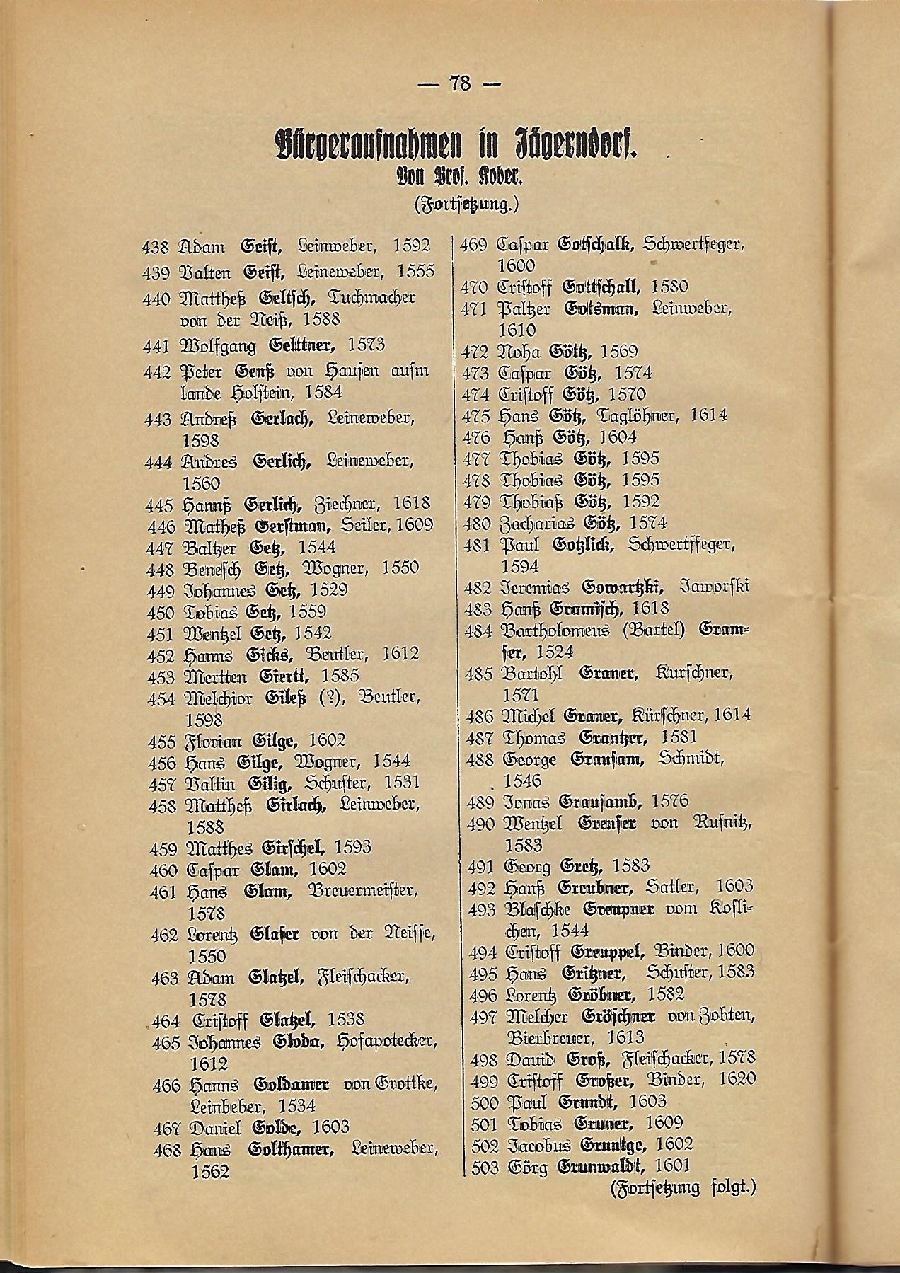 — 78 —
Bürgeraufnahmen in Jägerndorf.
Von Prof. Kober.
(Fortsetzung.)
438 Adam Geist, Leinweber, 1592
439 Valten Geist, Leineweber, 1555
440 Mattheß Geltsch, Tuchmacher
von der Neiß, 1588
441 Wolfgang Gelttner, 1573
442 Peter Genß von Hausen aufm
lande Holstein, 1584
443 Andreß Gerlach, Leineweber,
1598
444 Andres Gerlich, Leineweber,
1560
445 Hannß Gerlich, Ziechner, 1618
446 Matheß Gerstman, Seiler, 1609
447 Baltzer Getz, 1544
448 Benesch Getz, Wogner, 1550
449 Johannes Getz, 1529
450 Tobias Getz, 1559
451 Wentzel Getz, 1542
452 Hanns Gicks, Beutler, 1612
453 Mertten Giertl, 1585
454 Melchior Gileß (?), Beutler,
1598
455 Florian Gilge, 1602
456 Hans Gilge, Wogner, 1544
457 Valtin Gilig, Schuster, 1531
458 Mattheß Girlach, Leinweber,
1588
459 Matthes Girschel, 1593
460 Caspar Glam, 1602
461 Hans Glam, Breuermeister,
1578
462 Lorentz Glaser von der Neisse,
1550
463 Adam Glatzel, Fleischacker,
1578
464 Cristoff Glatzel, 1538
465 Johannes Gloda, Hofapotecker,
1612
466 Hanns Goldamer von Grottke,
Leinbeber, 1534
467 Daniel Golde, 1603
468 Hans Golthamer, Leineweber,
1562
469 Caspar Gotschalk, Schwertfeger,
1600
470 Cristoff Gottschall, 1580
471 Paltzer Gotsman, Leinweber,
1610
472 Noha Göltz, 1569
473 Caspar Götz, 1574
474 Cristoff Götz, 1570
475 Hans Götz, Taglöhner, 1614
476 Hanß Götz, 1604
477 Thobias Götz, 1595
478 Thobias Götz, 1595
479 Thobiaß Götz, 1592
480 Zacharias Götz, 1574
481 Paul Gotzlick, Schwertffeger,
1594
482 Jeremias Gowartzki, Jaworski
483 Hanß Gramisch, 1618
484 Bartholomeus (Bartel) Gram-
ser, 1524
485 Bartohl Graner, Kurschner,
1571
486 Michel Graner, Kürschner, 1614
487 Thomas Grantzer, 1581
488 George Grausam, Schmidt,
1546
489 Jonas Grausamb, 1576
490 Wentzel Greuser von Rusnitz,
1583
491 Georg Gretz, 1583
492 Hanß Greubner, Satler, 1603
493 Blaschke Greupner vom Kosli-
chen, 1544
494 Cristoff Greuppel, Binder, 1600
495 Hans Gritzner, Schuster, 1583
496 Lorentz Gröbner, 1582
497 Melcher Gröschner von Zobten,
Bierbreuer, 1613
498 David Groß, Fleischacker, 1578
499 Cristoff Großer, Binder, 1620
500 Paul Grundt, 1603
501 Tobias Gruner, 1609
502 Jacobus Gruntge, 1602
503 Görg Grunwaldt, 1601
(Fortsetzung folgt.)